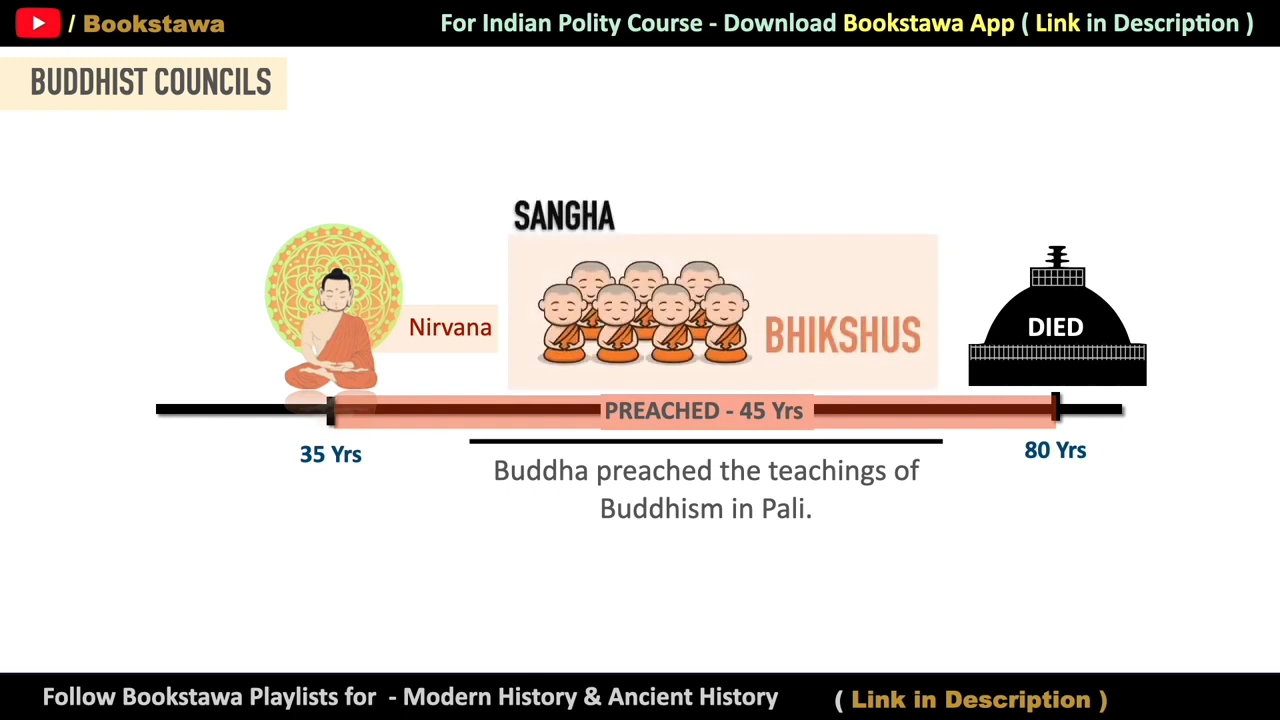 / Bookstawa
For Indian Polity Course - Download Bookstawa App ( Link in Description )
BUDDHIST COUNCILS
SANGHA
Nirvana
BHIKSHUS
DIED
PREACHED - 45 Yrs
35 Yrs
80 Yrs
Buddha preached the teachings of
Buddhism in Pali.
Follow Bookstawa Playlists for - Modern History & Ancient History
( Link in Description )